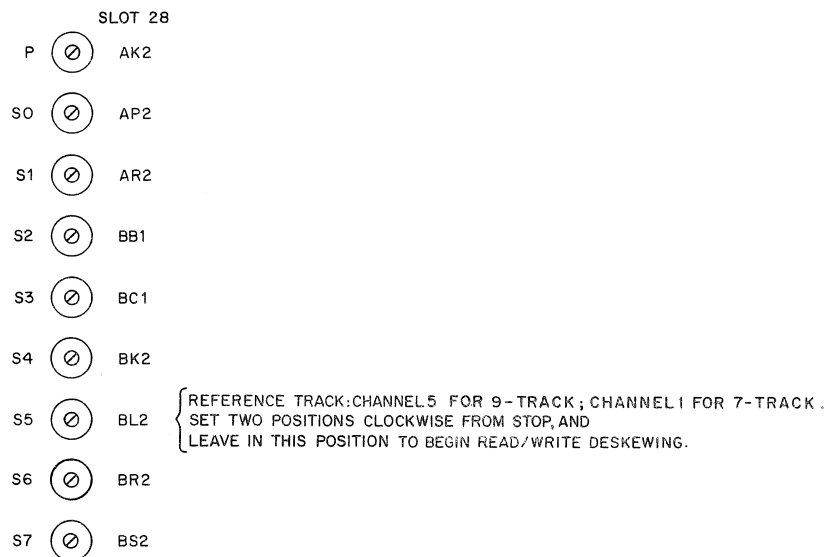 SLOT 28
P AK2
S0 AP2
S1 AR2
S2 BB1
S3 BC1
S4 BK2
REFERENCE TRACK: CHANNEL 5 FOR 9-TRACK; CHANNEL 1 FOR 7-TRACK.
S5 BL2 SET TWO POSITIONS CLOCKWISE FROM STOP, AND
LEAVE IN THIS POSITION TO BEGIN READ/WRITE DESKEWING.
S6 BR2
S7 BS2